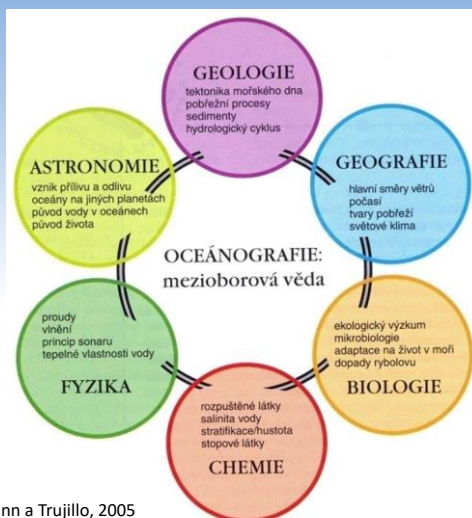 GEOLOGIE
tektonika mořského dna
pobřežní procesy
sedimenty
hydrologický cyklus
ASTRONOMIE
vznik přílivu a odlivu
oceány na jiných planetách
původ vody v oceánech
původ života
GEOGRAFIE
hlavní směry větrů
počasí
tvary pobřeží
světové klima
OCEÁNOGRAFIE:
mezioborová věda
proudy
vlnění
princip sonaru
tepelné vlastnosti vody
FYZIKA
ekologický výzkum
mikrobiologie
adaptace na život v moři
dopady rybolovu
BIOLOGIE
rozpuštěné látky
salinita vody
stratifikace/hustota
stopové látky
CHEMIE
nn a Trujillo, 2005